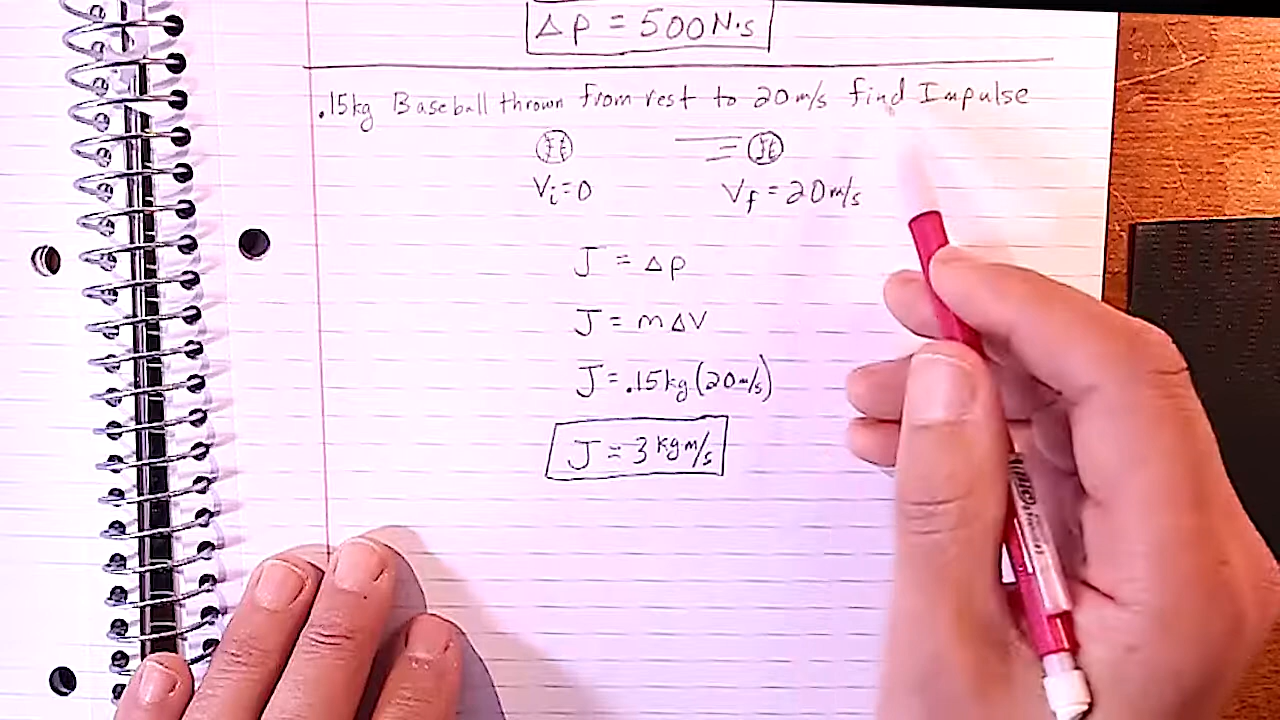 Δp = 500N·s
.15kg Baseball thrown from rest to 20m/s find Impulse
Vi=0 Vf=20m/s
J = Δp
J = mΔV
J=.15kg(20m/s)
J = 3 kgm/s